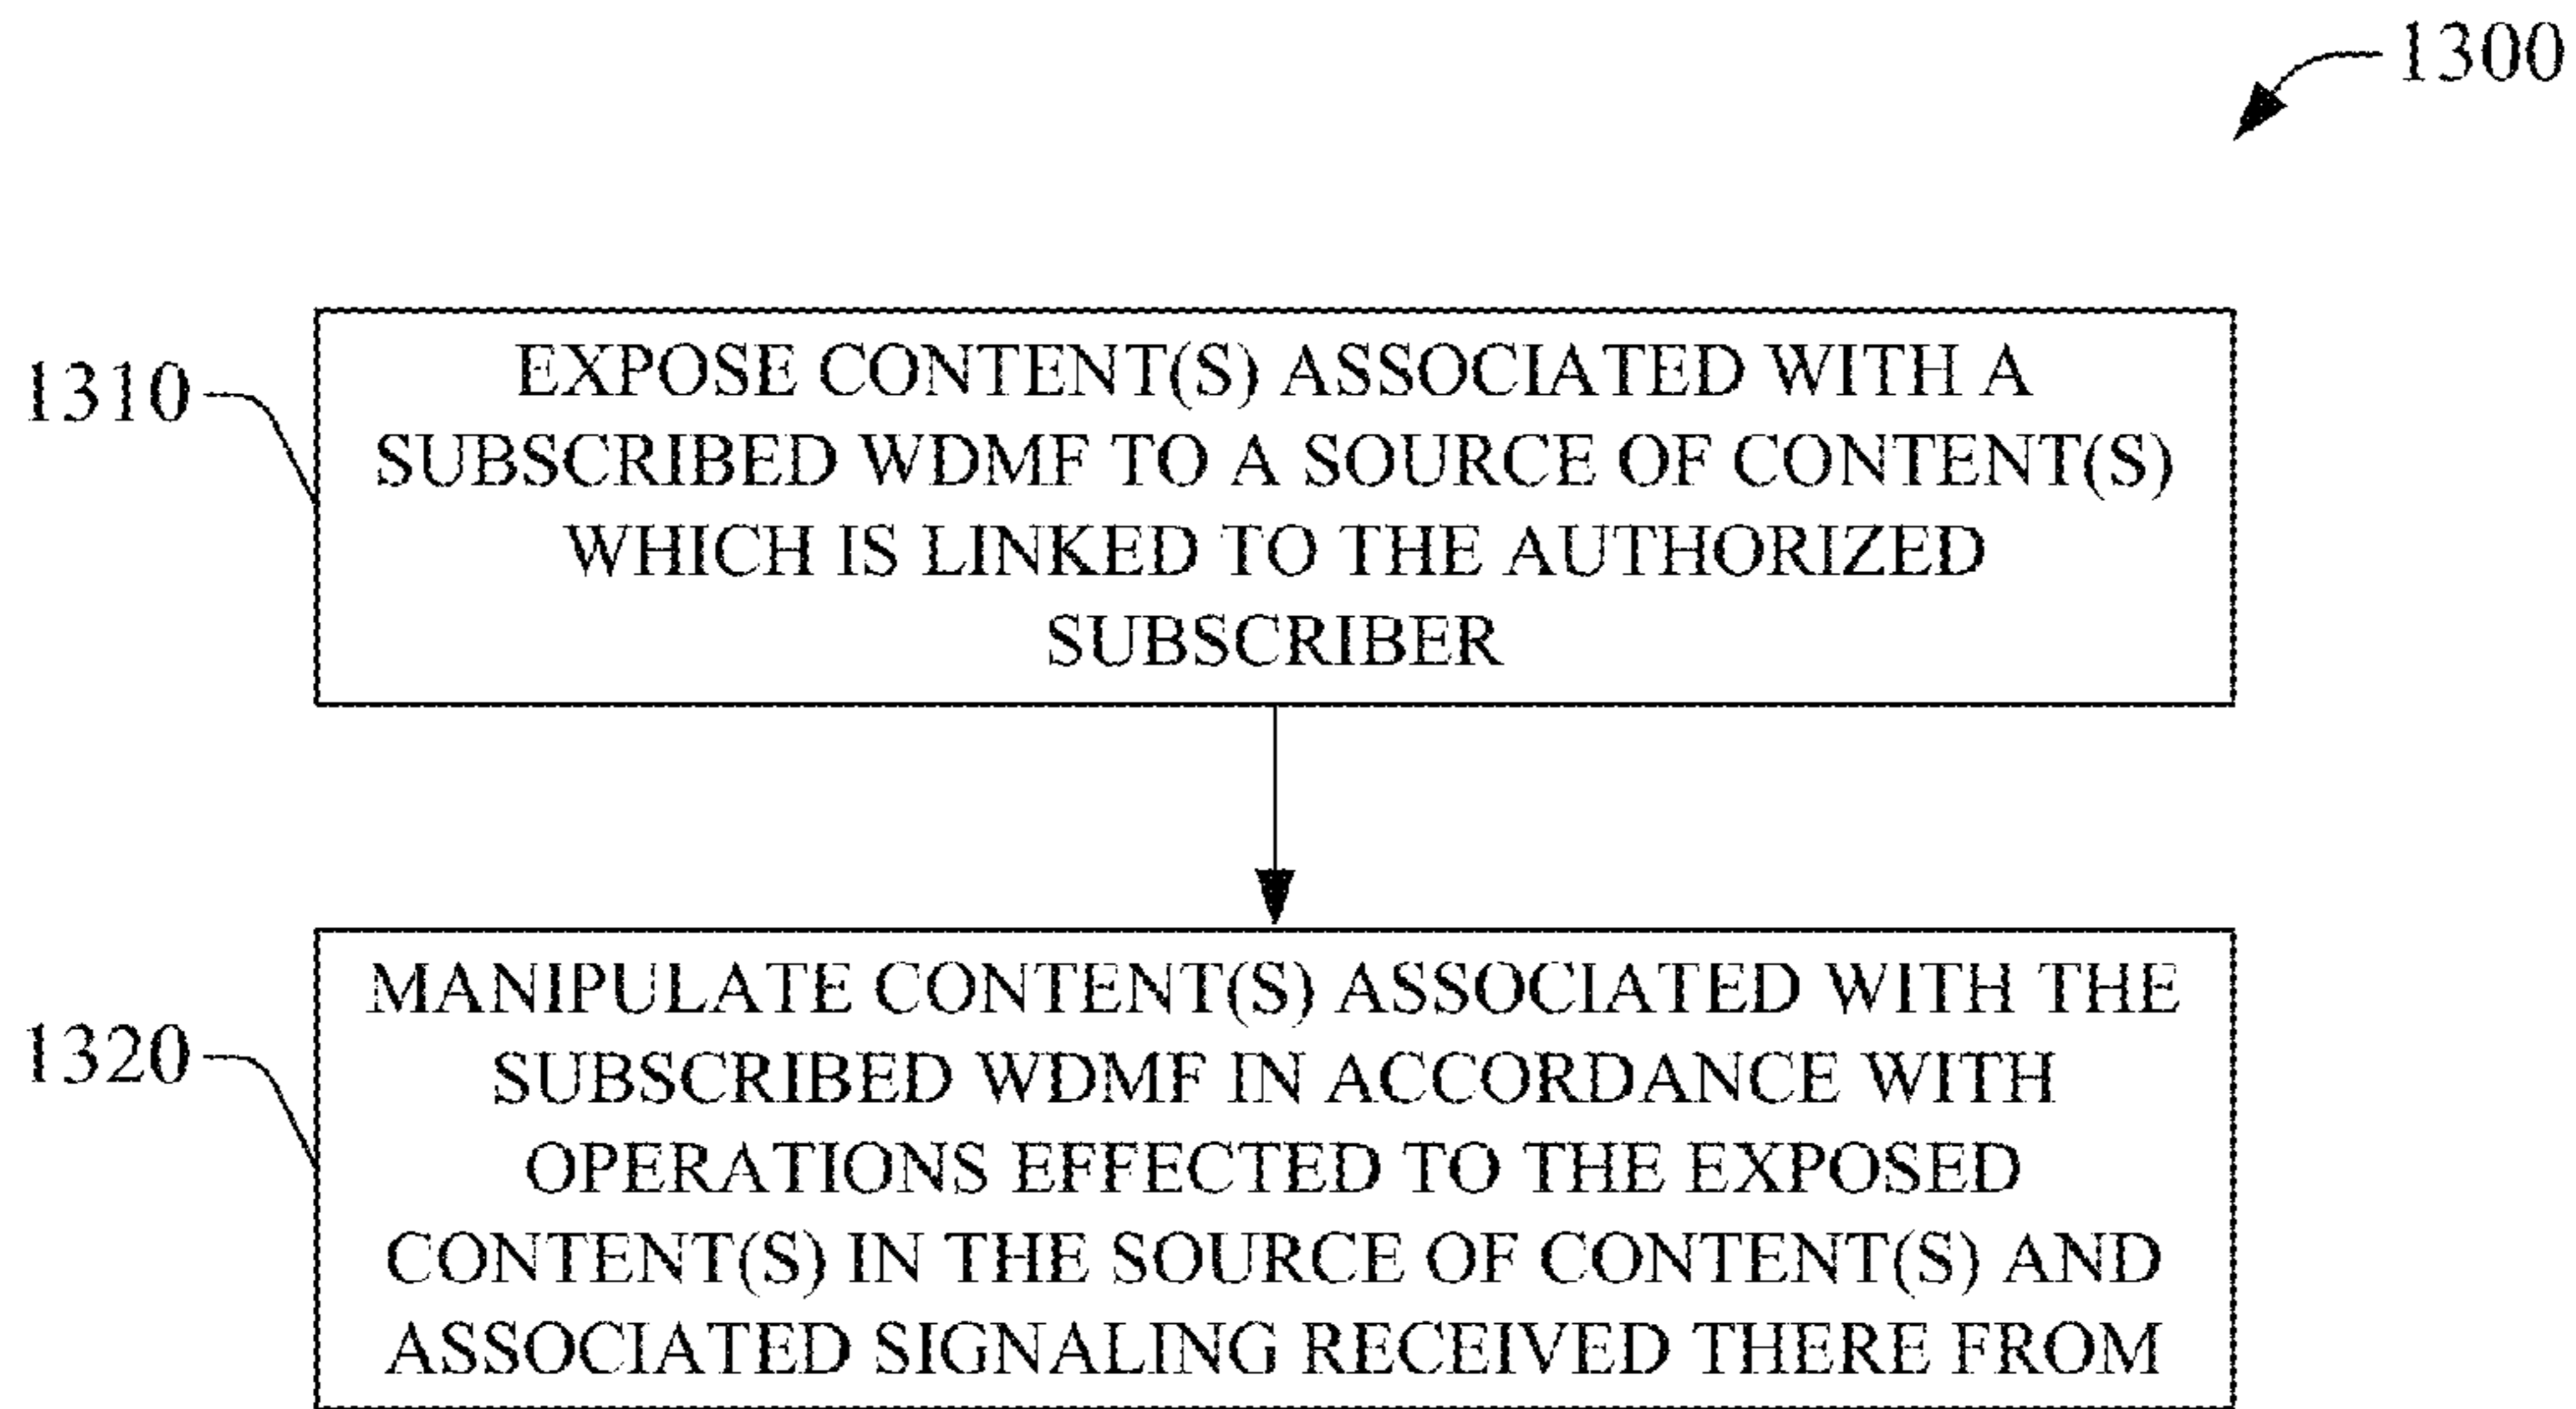 1300
1310
EXPOSE CONTENT(S) ASSOCIATED WITH A
SUBSCRIBED WDMF TO A SOURCE OF CONTENT(S)
WHICH IS LINKED TO THE AUTHORIZED
SUBSCRIBER
1320
MANIPULATE CONTENT(S) ASSOCIATED WITH THE
SUBSCRIBED WDMF IN ACCORDANCE WITH
OPERATIONS EFFECTED TO THE EXPOSED
CONTENT(S) IN THE SOURCE OF CONTENT(S) AND
ASSOCIATED SIGNALING RECEIVED THERE FROM